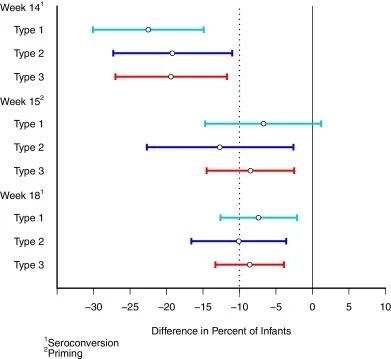 Week 14¹
Type 1
Type 2
Type 3
Week 15²
Type 1
Type 2
Type 3
Week 18¹
Type 1
Type 2
Type 3
−30 −25 −20 −15 −10 −5 0 5 10
Difference in Percent of Infants
¹Seroconversion
²Priming